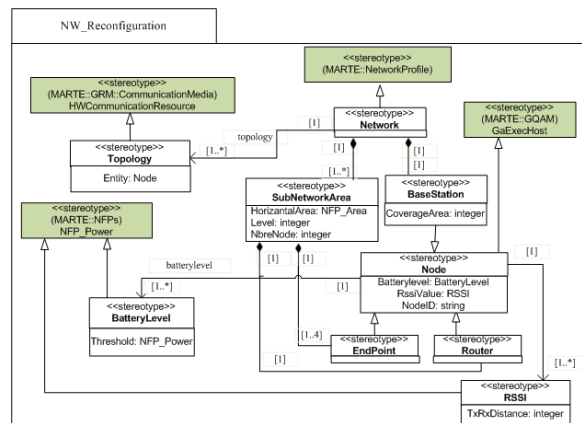 NW_Reconfiguration
<<stereotype>>
(MARTE::NetworkProfile)
<<stereotype>>
(MARTE::GRM::CommunicationMedia)
HWCommunicationResource
<<stereotype>>
(MARTE::GQAM)
GaExecHost
<<stereotype>>
Network
[1]
[1]
[1]
topology
[1..*]
<<stereotype>>
Topology
Entity: Node
[1..*]
[1]
<<stereotype>>
SubNetworkArea
HorizantalArea: NFP_Area
Level: integer
NbreNode: integer
<<stereotype>>
BaseStation
CoverageArea: integer
<<stereotype>>
(MARTE::NFPs)
NFP_Power
[1]
[1]
[1]
<<stereotype>>
Node
Batterylevel: BatteryLevel
RssiValue: RSSI
NodeID: string
batterylevel
[1..*]
[1]
<<stereotype>>
BatteryLevel
Threshold: NFP_Power
[1..4]
<<stereotype>>
EndPoint
<<stereotype>>
Router
[1]
[1..*]
<<stereotype>>
RSSI
TxRxDistance: integer